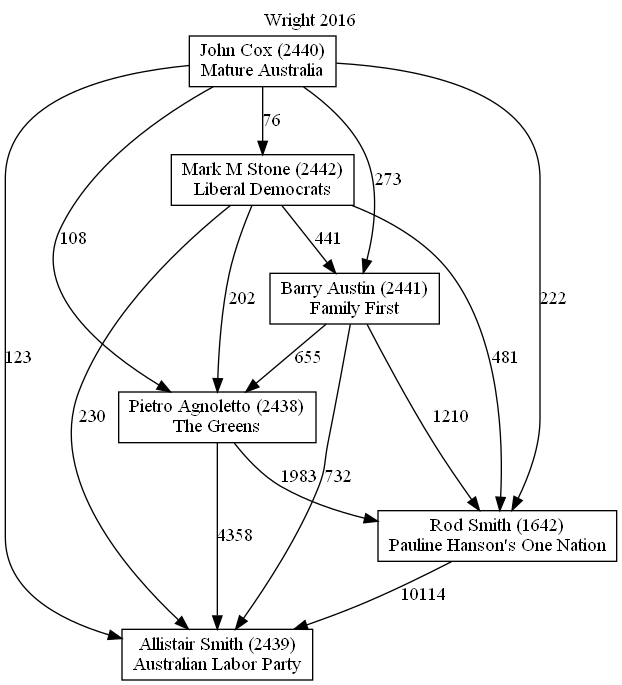 Wright 2016
John Cox (2440)
Mature Australia
76
Mark M Stone (2442)
Liberal Democrats
273
108
441
Barry Austin (2441)
Family First
202
222
123
655
481
230
Pietro Agnoletto (2438)
The Greens
1210
1983
732
4358
Rod Smith (1642)
Pauline Hanson's One Nation
10114
Allistair Smith (2439)
Australian Labor Party